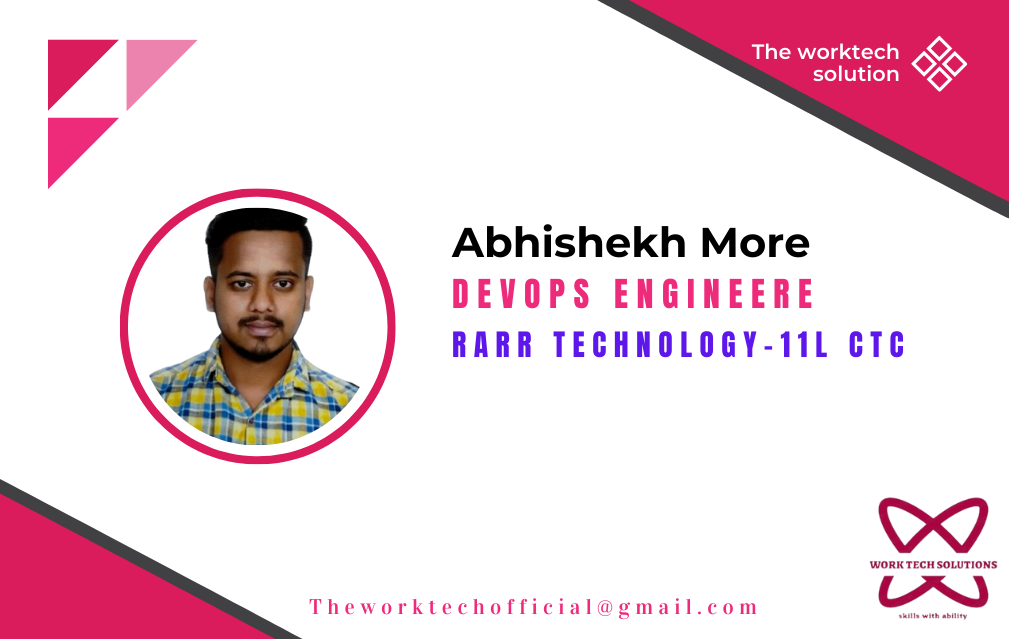 The worktech
solution
Abhishekh More
DEVOPS ENGINEERE
RARR TECHNOLOGY-11L CTC
WORK TECH SOLUTIONS
skills with ability
Theworktechofficial@gmail.com